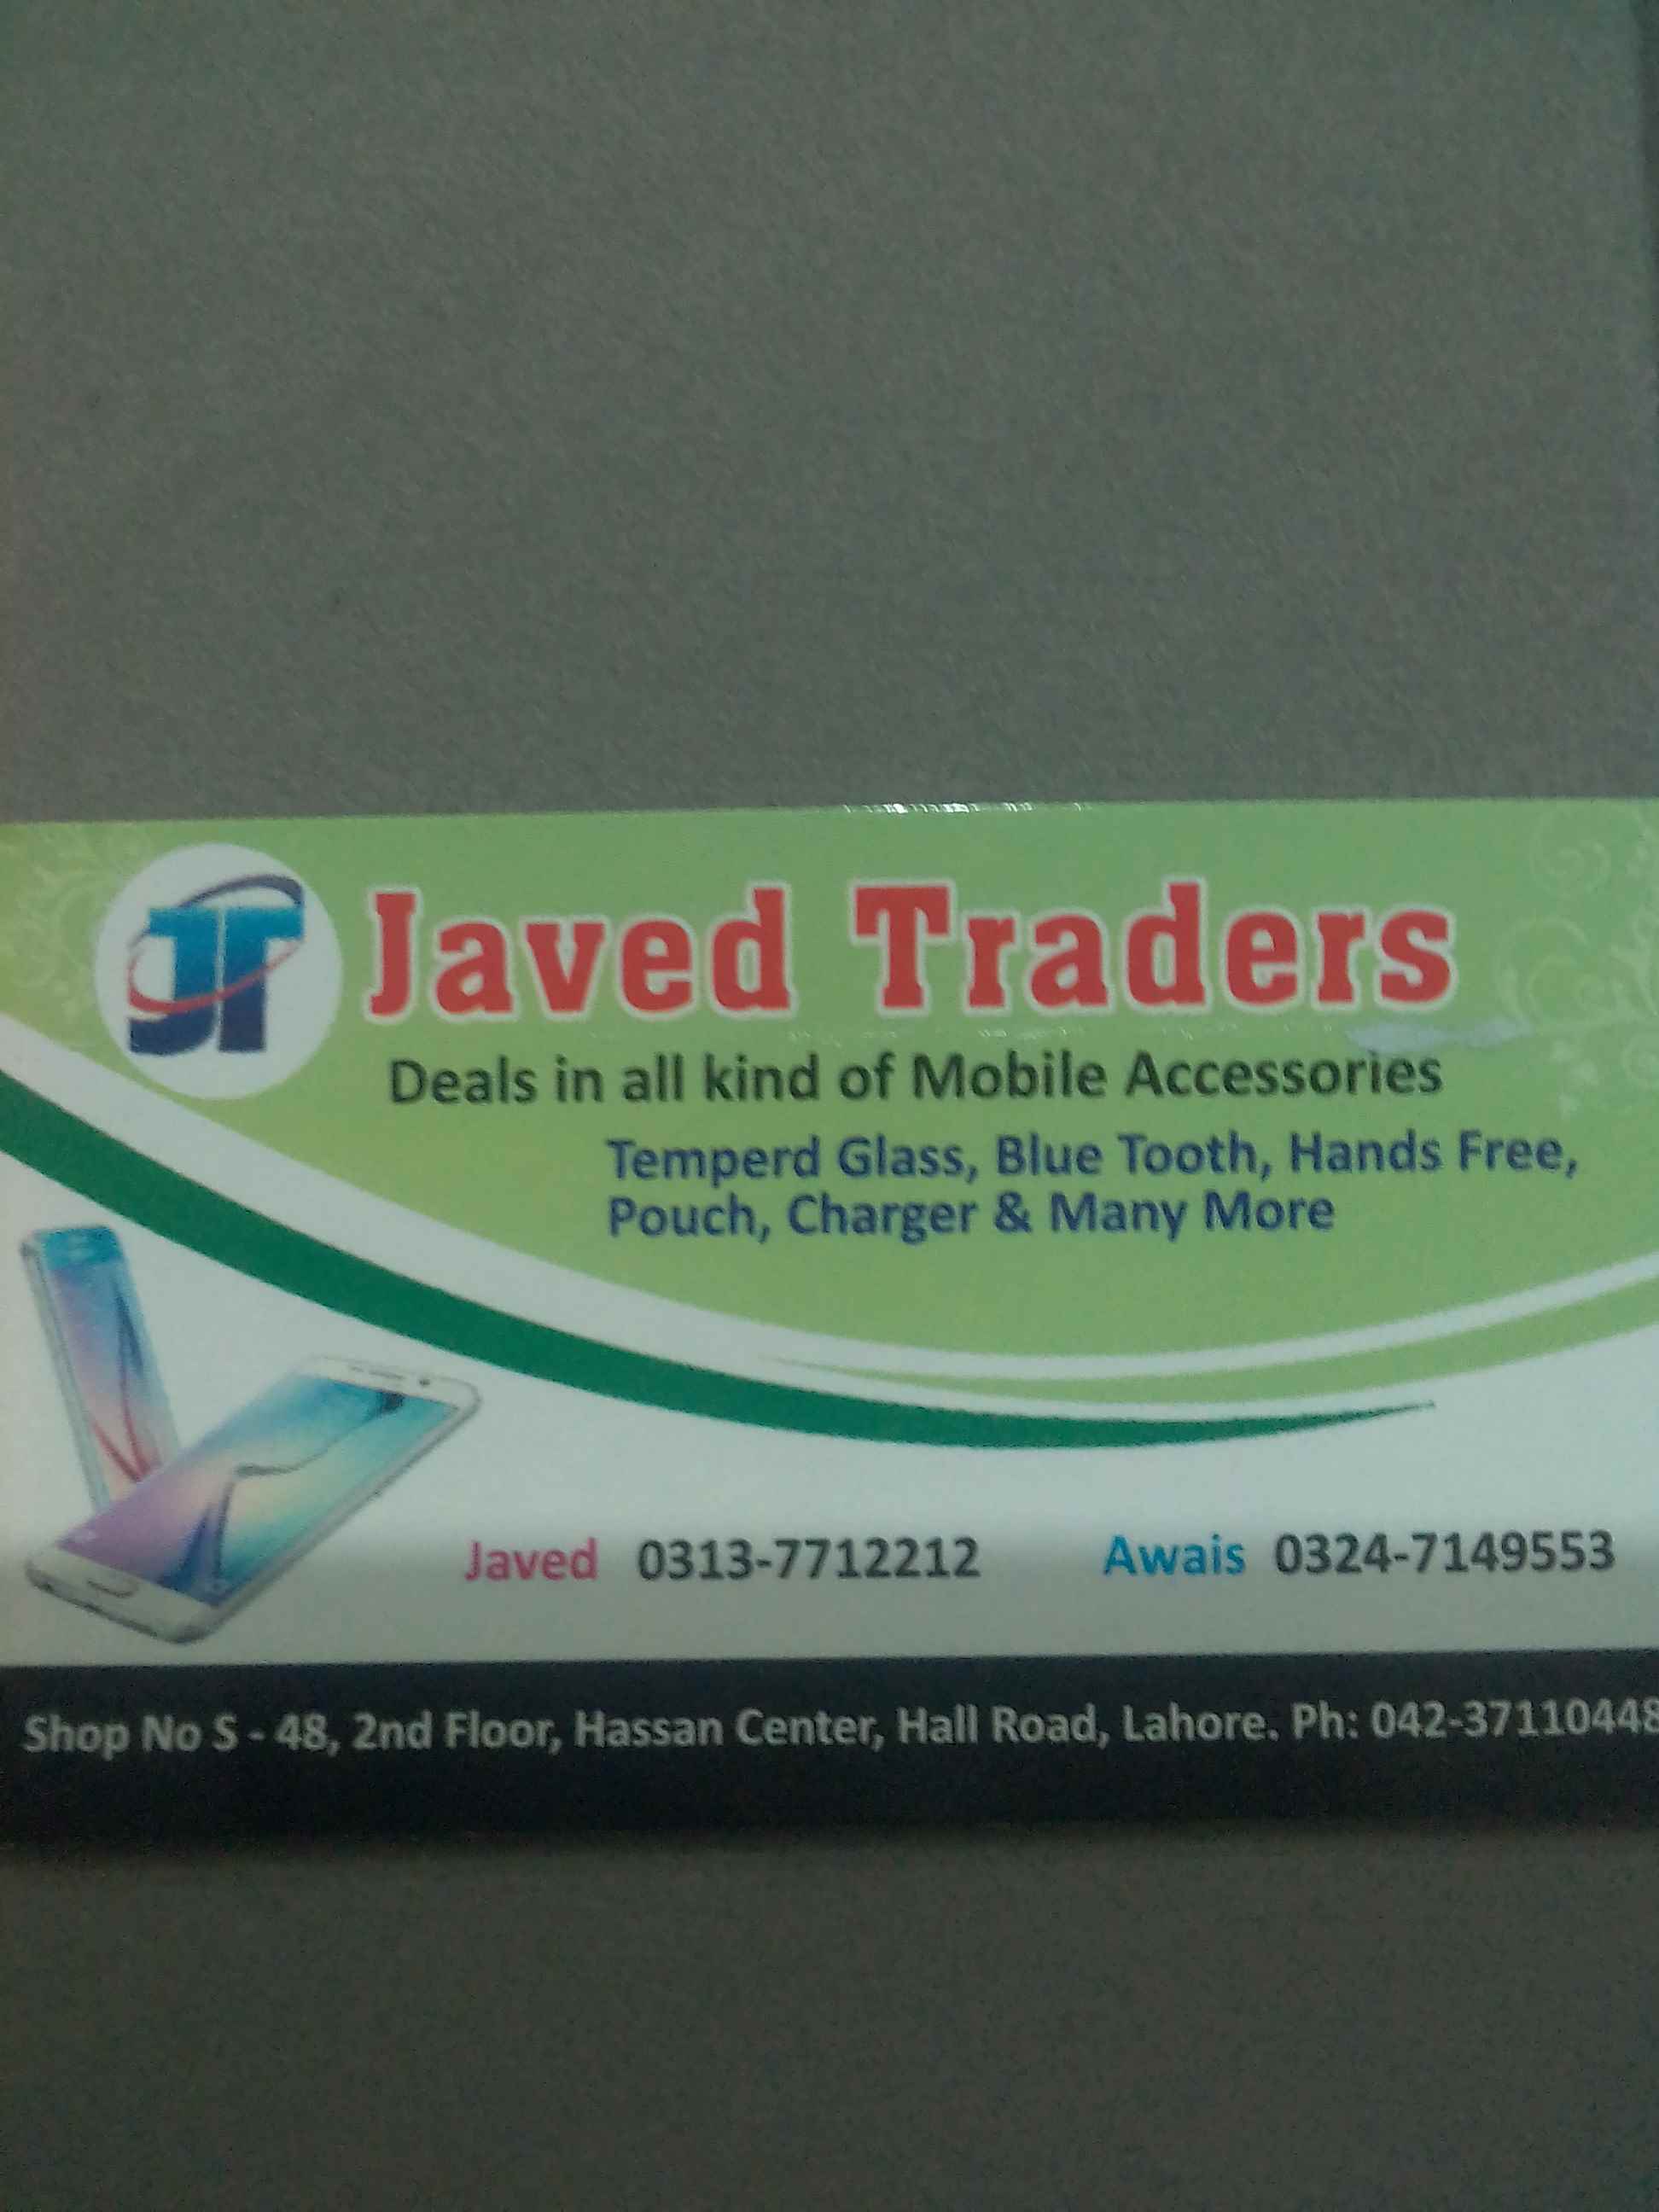 JT
Javed Traders
Deals in all kind of Mobile Accessories
Temperd Glass, Blue Tooth, Hands Free,
Pouch, Charger & Many More
Javed 0313-7712212 Awais 0324-7149553
Shop No S - 48, 2nd Floor, Hassan Center, Hall Road, Lahore. Ph: 042-37110448